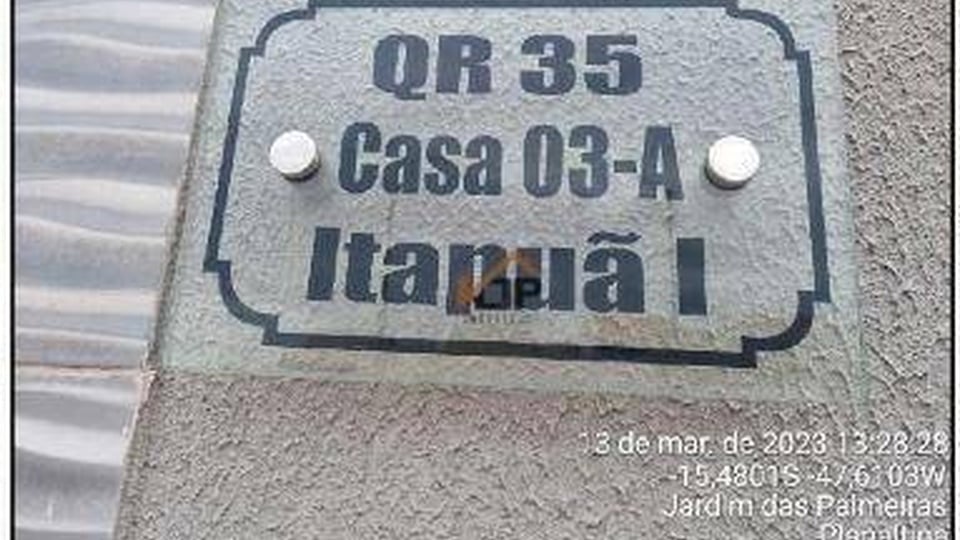 QR 35
Casa 03-A
Itapuã I
13 de mar. de 2023 13:28:28
-15,4801S -47,6103W
Jardim das Palmeiras
Planaltina